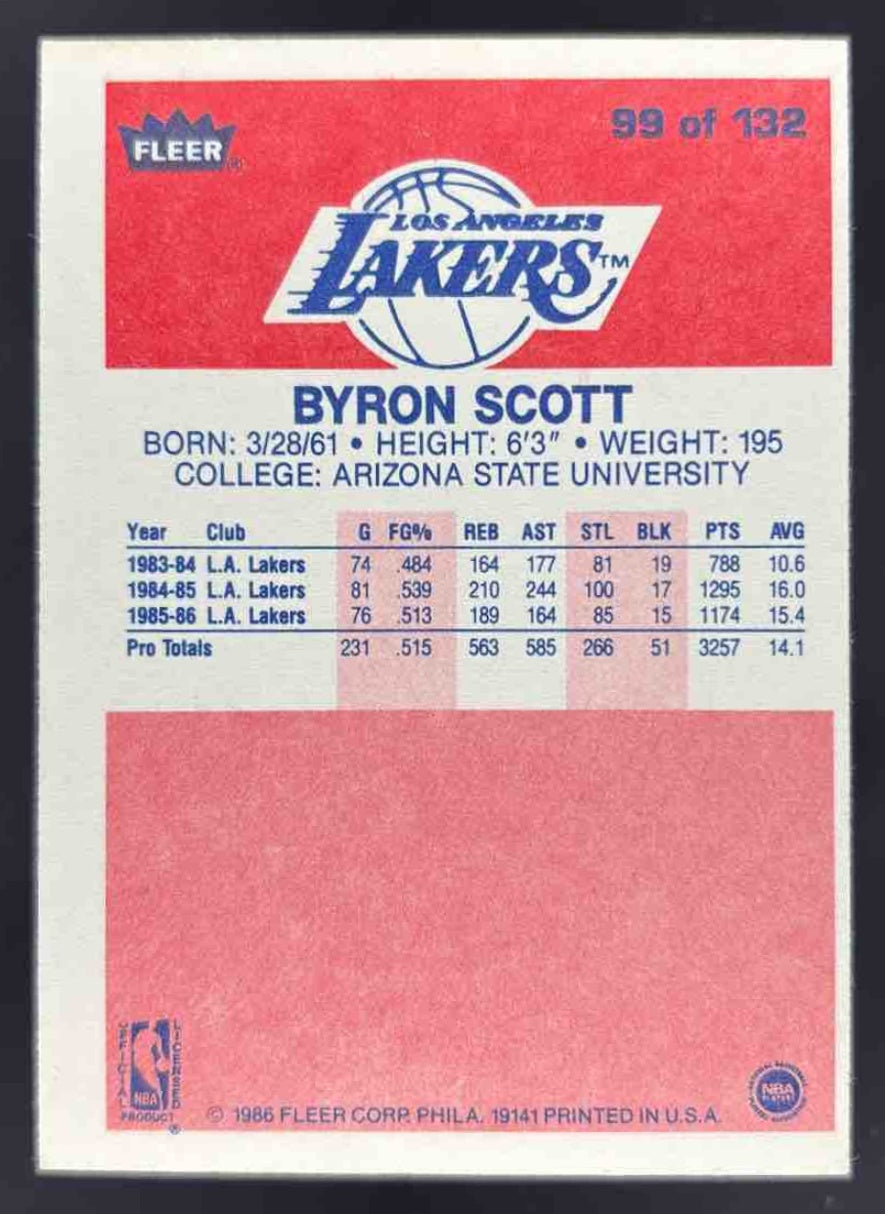 FLEER®
99 of 132
LOS ANGELES
LAKERS™
BYRON SCOTT
BORN: 3/28/61 • HEIGHT: 6'3" • WEIGHT: 195
COLLEGE: ARIZONA STATE UNIVERSITY
Year Club G FG% REB AST STL BLK PTS AVG
1983-84 L.A. Lakers 74 .484 164 177 81 19 788 10.6
1984-85 L.A. Lakers 81 .539 210 244 100 17 1295 16.0
1985-86 L.A. Lakers 76 .513 189 164 85 15 1174 15.4
Pro Totals 231 .515 563 585 266 51 3257 14.1
OFFICIAL
LICENSED
NBA
PRODUCT
®
NBA
PLAYERS
© 1986 FLEER CORP. PHILA. 19141 PRINTED IN U.S.A.